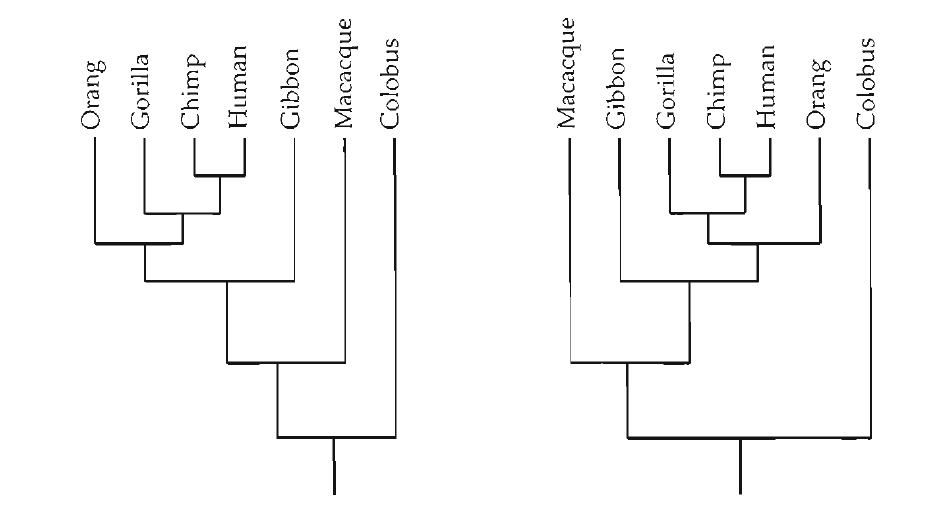 Orang
Gorilla
Chimp
Human
Gibbon
Macacque
Colobus
Macacque
Gibbon
Gorilla
Chimp
Human
Orang
Colobus